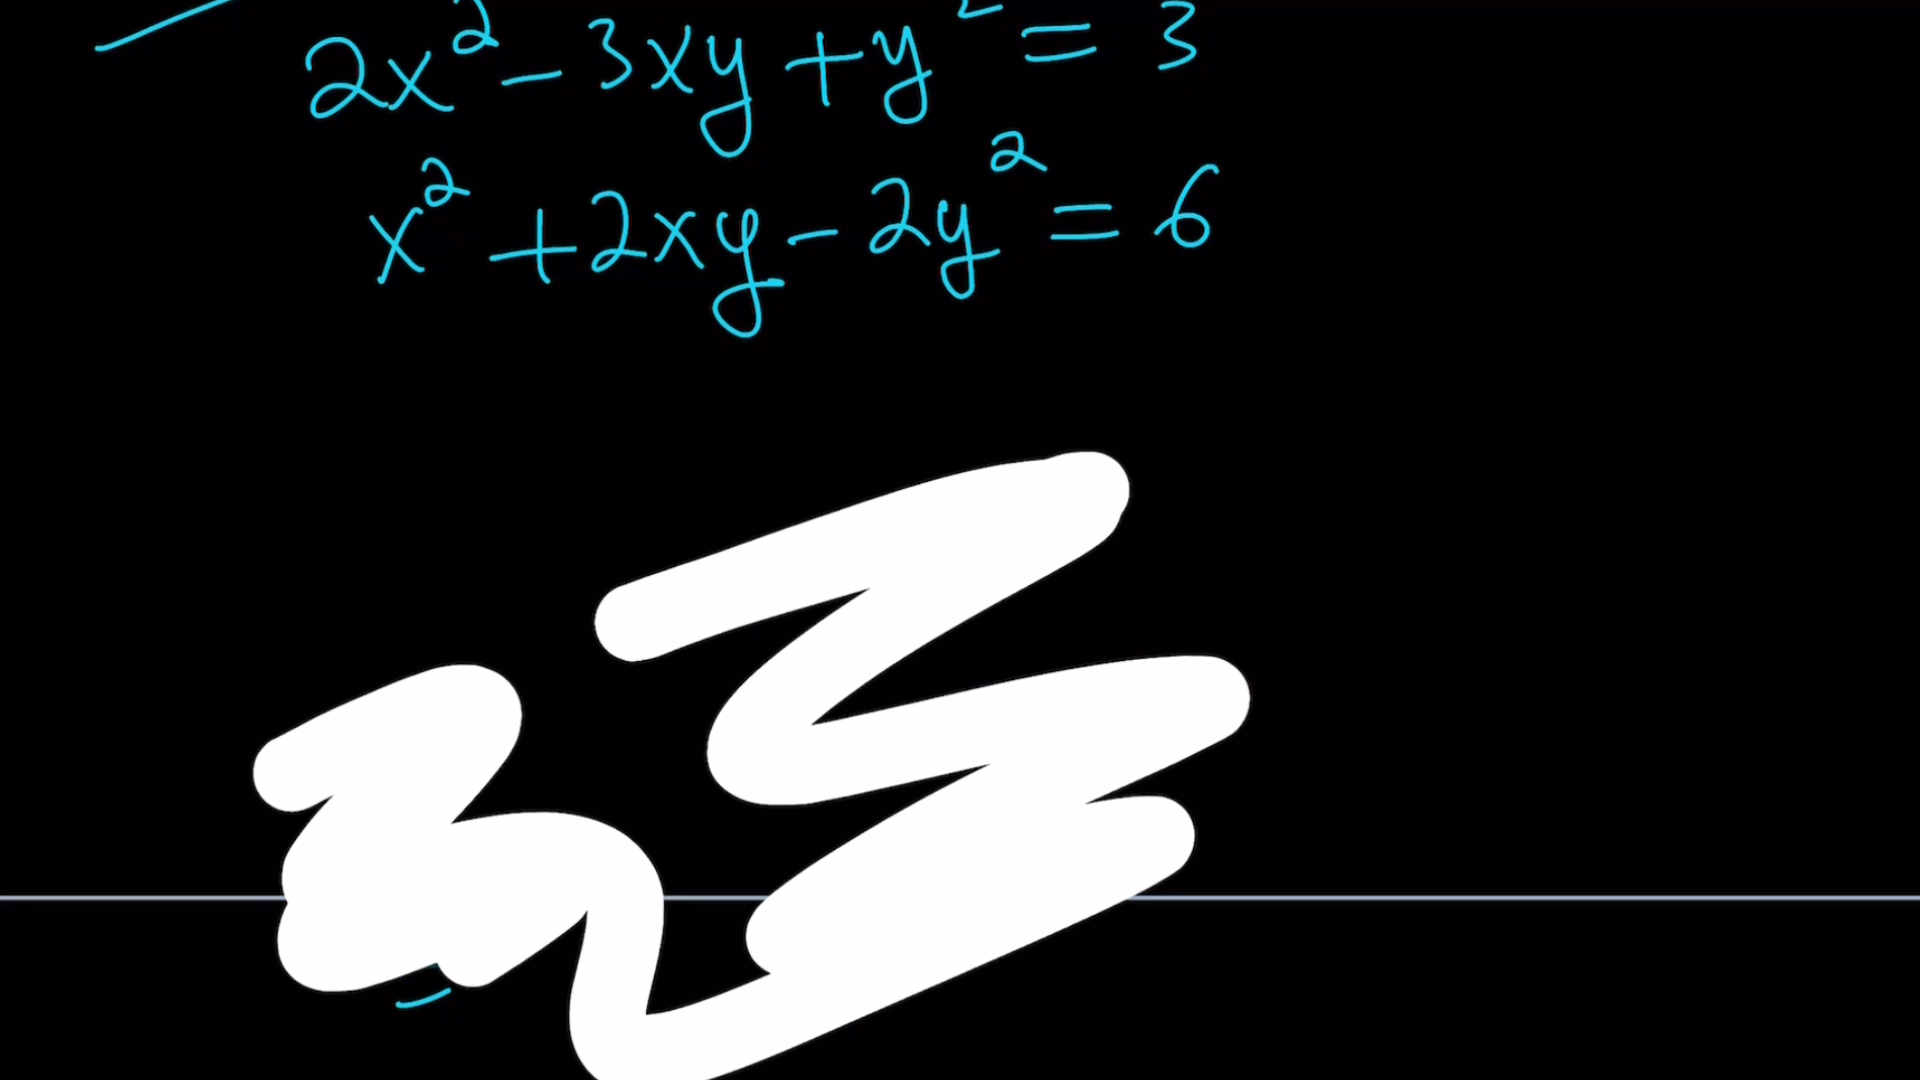 2x² - 3xy + y² = 3
x² + 2xy - 2y² = 6